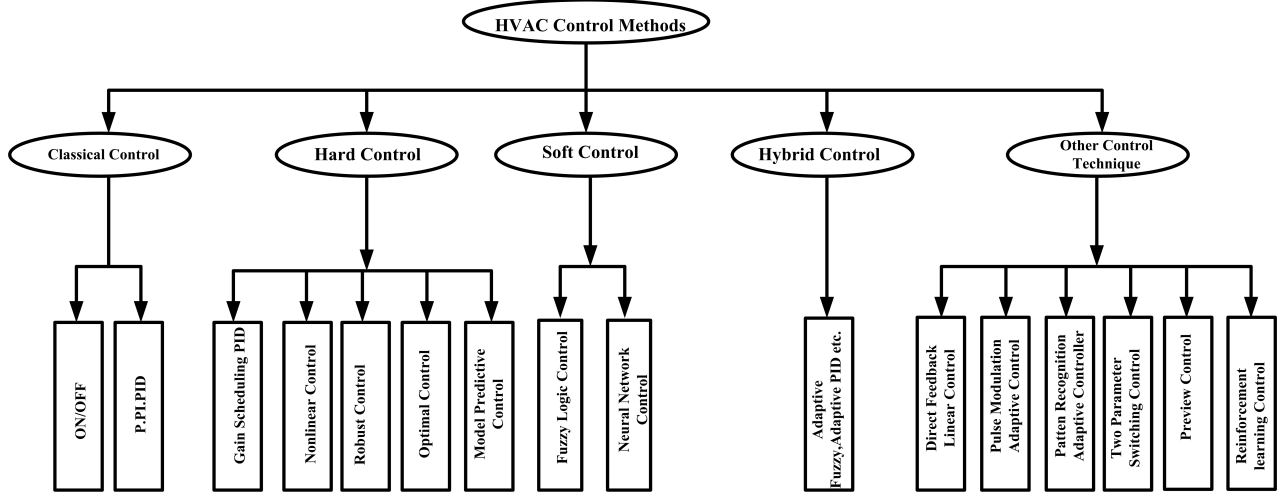 HVAC Control Methods
Classical Control
Hard Control
Soft Control
Hybrid Control
Other Control
Technique
ON/OFF
P.PI.PID
Gain Scheduling PID
Nonlinear Control
Robust Control
Optimal Control
Model Predictive
Control
Fuzzy Logic Control
Neural Network
Control
Adaptive
Fuzzy,Adaptive PID etc.
Direct Feedback
Linear Control
Pulse Modulation
Adaptive Control
Patten Recognition
Adaptive Controller
Two Parameter
Switching Control
Preview Control
Reinforcement
learning Control